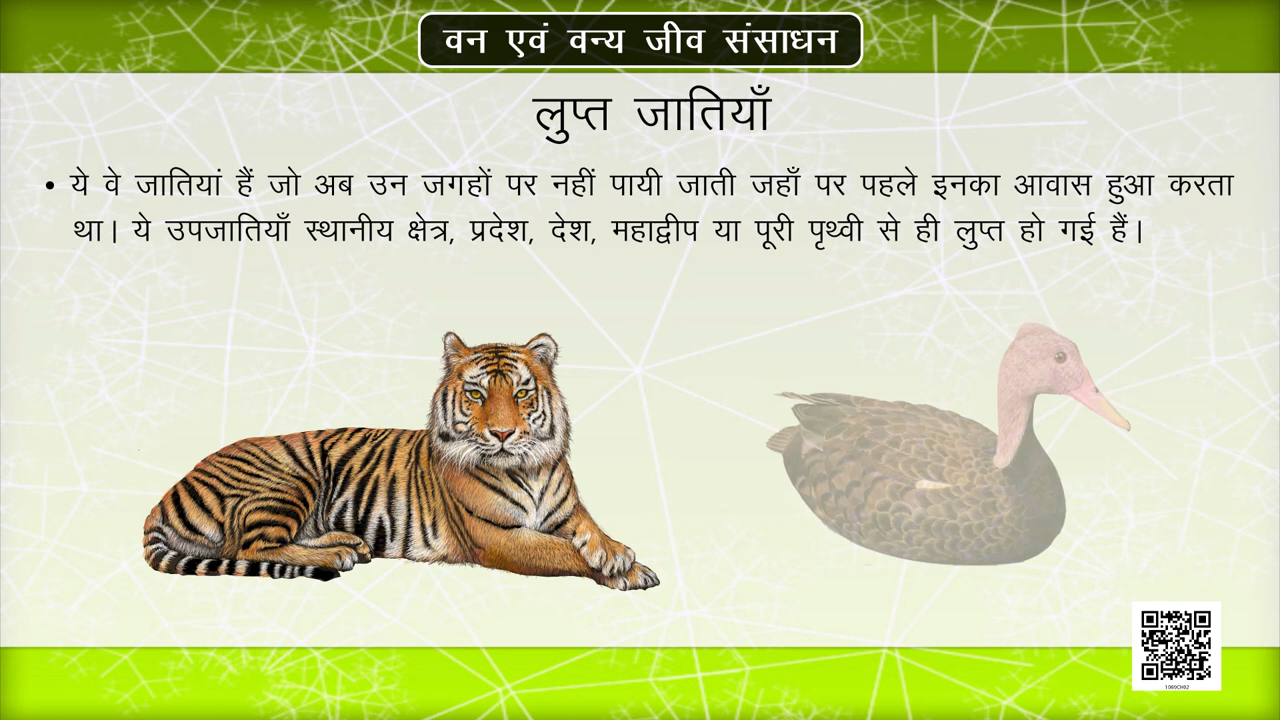 वन एवं वन्य जीव संसाधन
लुप्त जातियाँ
• ये वे जातियां हैं जो अब उन जगहों पर नहीं पायी जाती जहाँ पर पहले इनका आवास हुआ करता
था। ये उपजातियाँ स्थानीय क्षेत्र, प्रदेश, देश, महाद्वीप या पूरी पृथ्वी से ही लुप्त हो गई हैं।
1069CH02